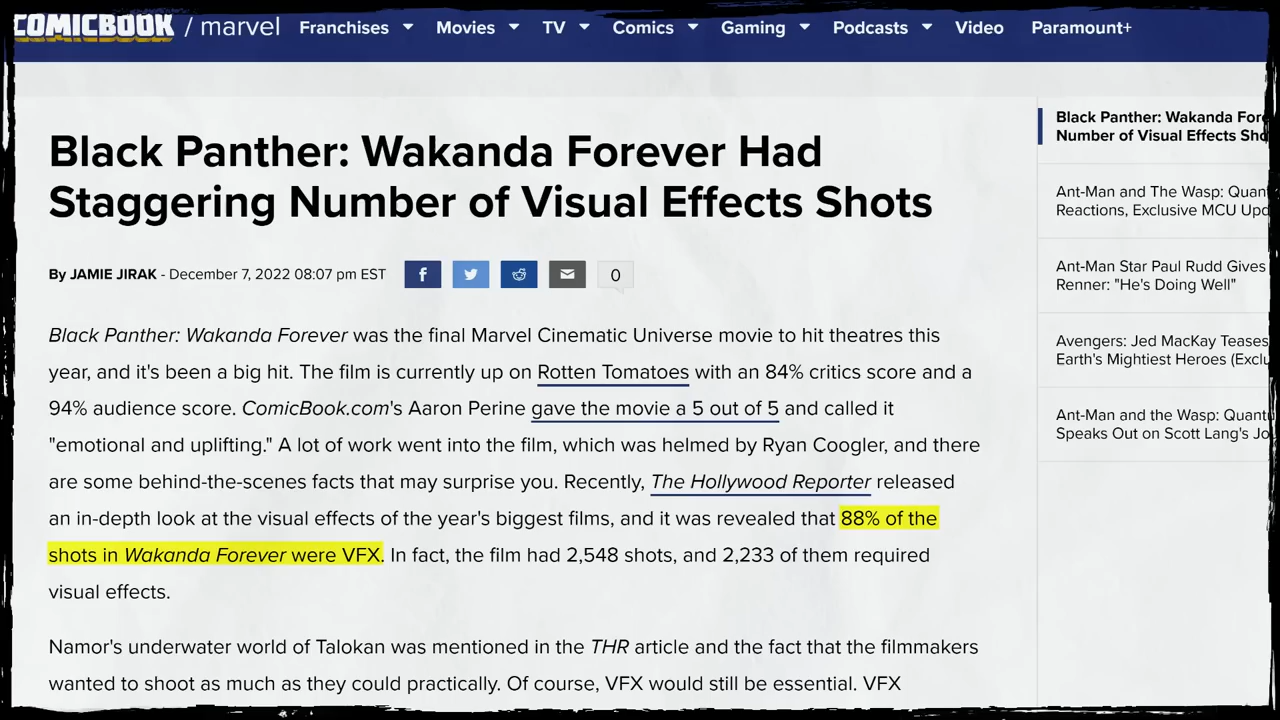 COMICBOOK / marvel Franchises Movies TV Comics Gaming Podcasts Video Paramount+
Black Panther: Wakanda Forever Had
Staggering Number of Visual Effects Shots
By JAMIE JIRAK - December 7, 2022 08:07 pm EST f 0
Black Panther: Wakanda Forever was the final Marvel Cinematic Universe movie to hit theatres this
year, and it's been a big hit. The film is currently up on Rotten Tomatoes with an 84% critics score and a
94% audience score. ComicBook.com's Aaron Perine gave the movie a 5 out of 5 and called it
"emotional and uplifting." A lot of work went into the film, which was helmed by Ryan Coogler, and there
are some behind-the-scenes facts that may surprise you. Recently, The Hollywood Reporter released
an in-depth look at the visual effects of the year's biggest films, and it was revealed that 88% of the
shots in Wakanda Forever were VFX. In fact, the film had 2,548 shots, and 2,233 of them required
visual effects.
Namor's underwater world of Talokan was mentioned in the THR article and the fact that the filmmakers
wanted to shoot as much as they could practically. Of course, VFX would still be essential. VFX
Black Panther: Wakanda Fore
Number of Visual Effects Sho
Ant-Man and The Wasp: Quan
Reactions, Exclusive MCU Upd
Ant-Man Star Paul Rudd Gives
Renner: "He's Doing Well"
Avengers: Jed MacKay Teases
Earth's Mightiest Heroes (Exclu
Ant-Man and the Wasp: Quantu
Speaks Out on Scott Lang's Jo